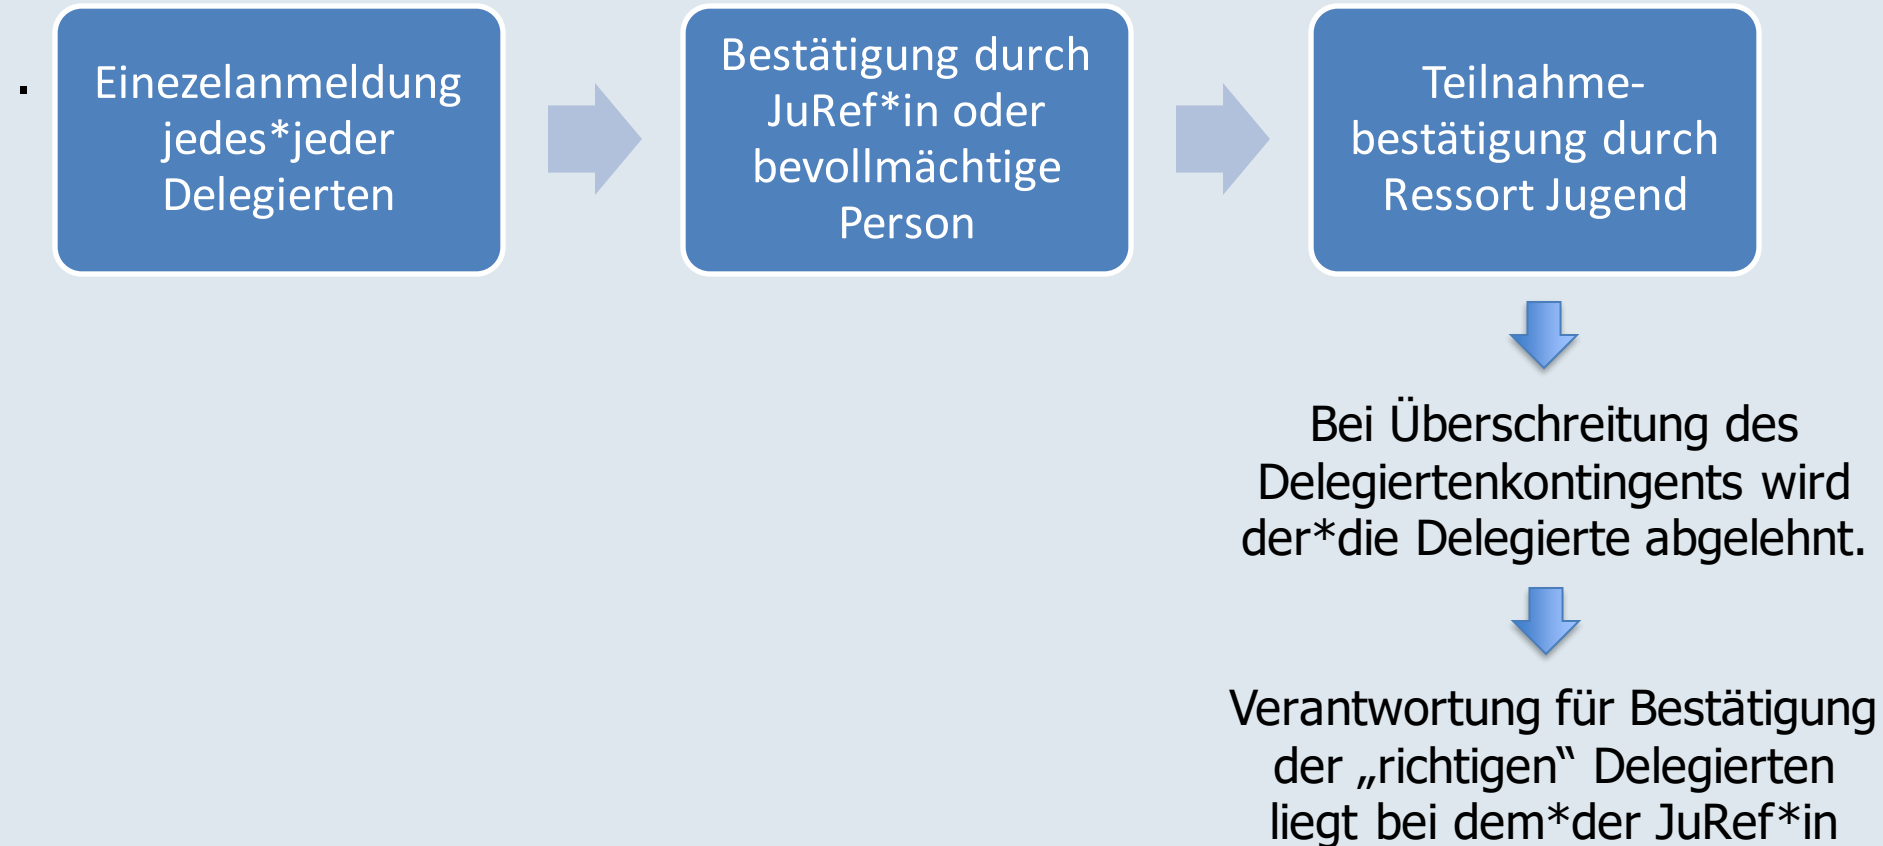 Einezelanmeldung
jedes*jeder
Delegierten
Bestätigung durch
JuRef*in oder
bevollmächtige
Person
Teilnahme-
bestätigung durch
Ressort Jugend
Bei Überschreitung des
Delegiertenkontingents wird
der*die Delegierte abgelehnt.
Verantwortung für Bestätigung
der „richtigen“ Delegierten
liegt bei dem*der JuRef*in